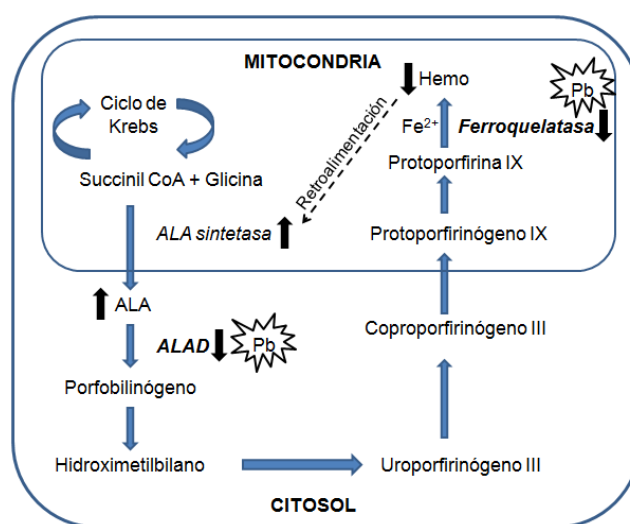 MITOCONDRIA
Ciclo de
Krebs
Succinil CoA + Glicina
ALA sintetasa
Retroalimentación
Hemo
Pb
Fe²⁺
Ferroquelatasa
Protoporfirina IX
Protoporfirinógeno IX
ALA
ALAD
Pb
Porfobilinógeno
Hidroximetilbilano
Coproporfirinógeno III
Uroporfirinógeno III
CITOSOL